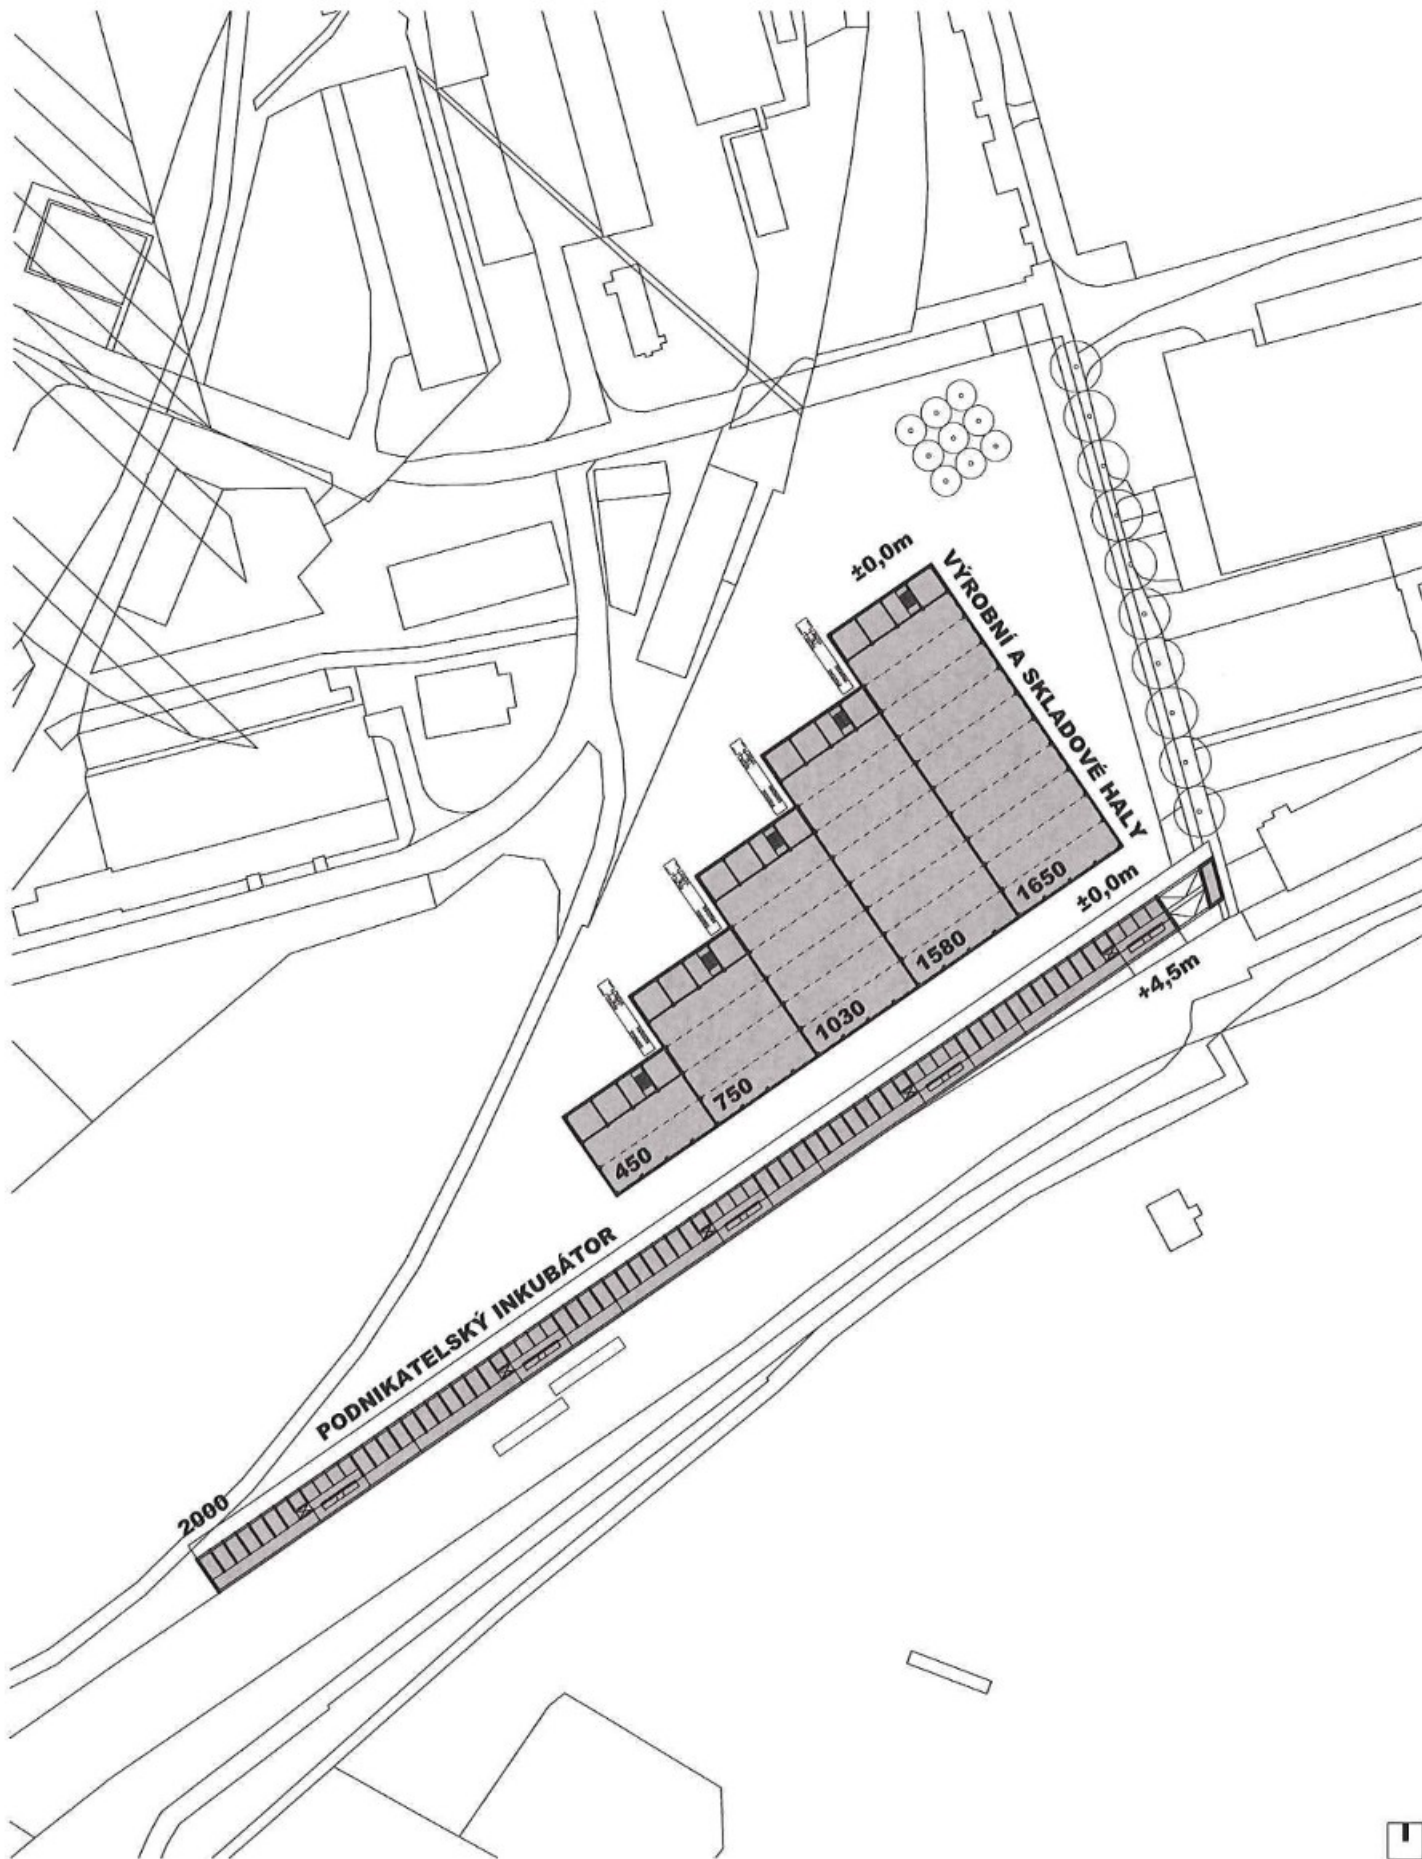 ±0,0m
VÝROBNÍ A SKLADOVÉ HALY
1650
±0,0m
1580
+4,5m
1030
750
450
PODNIKATELSKÝ INKUBÁTOR
2000